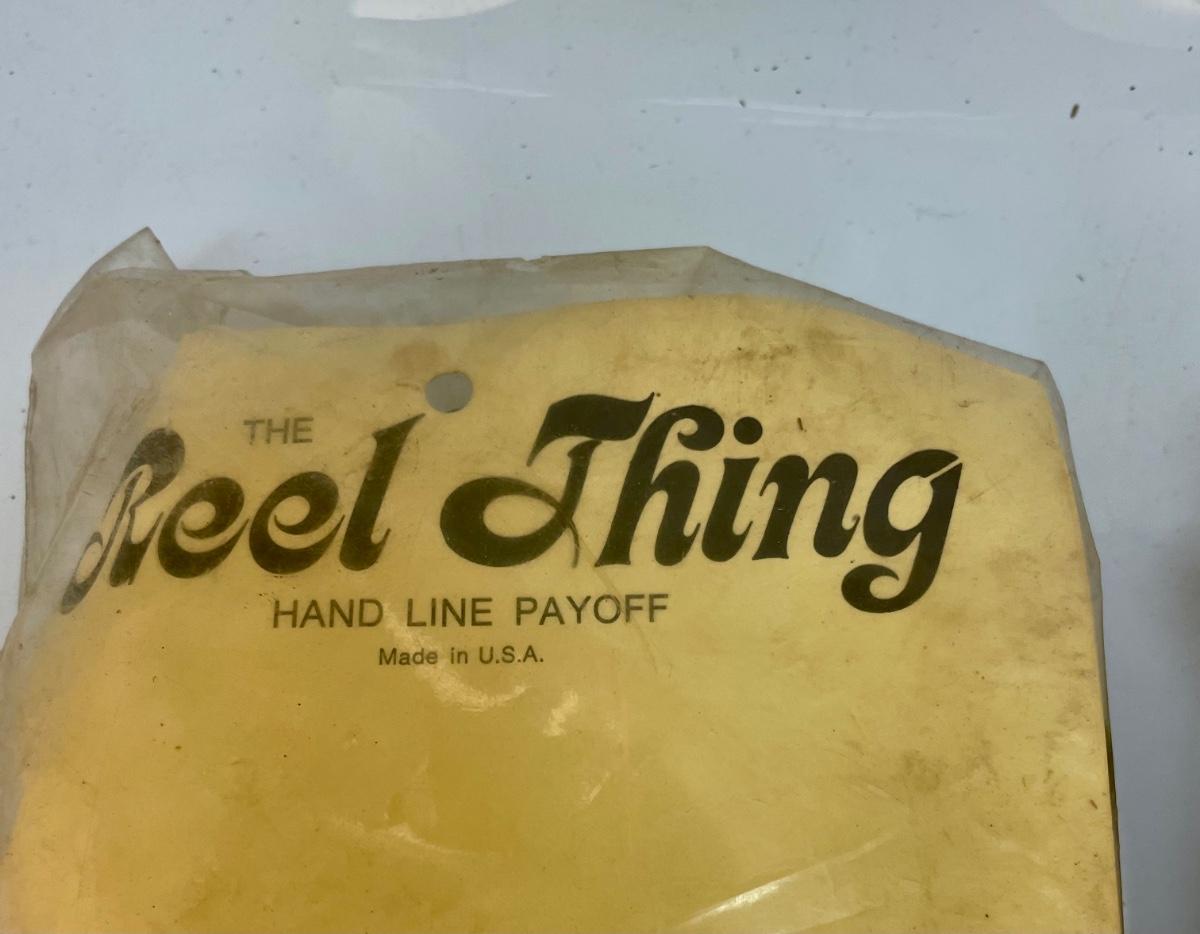 THE
Reel Thing
HAND LINE PAYOFF
Made in U.S.A.